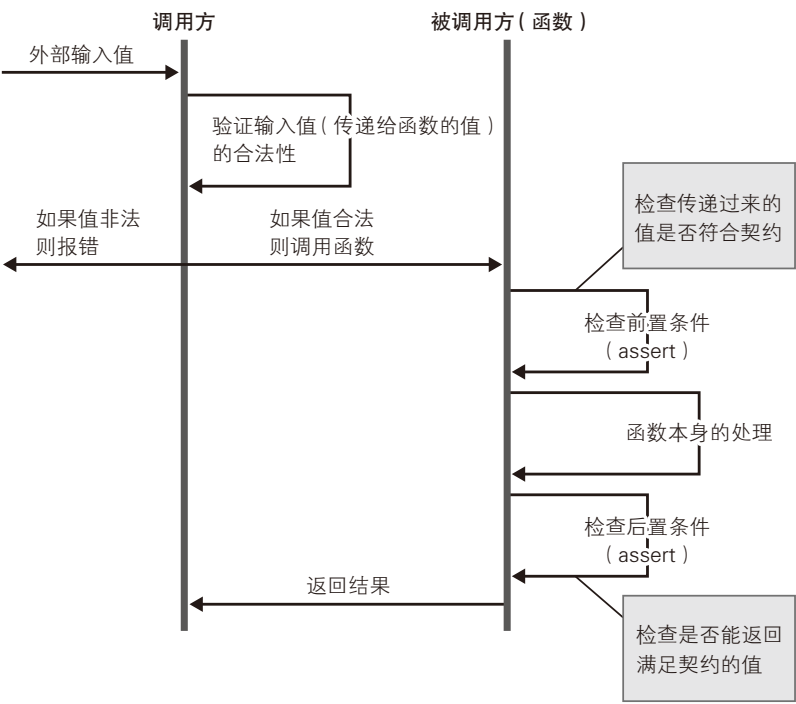 调用方
被调用方(函数)
外部输入值
验证输入值(传递给函数的值)
的合法性
检查传递过来的
值是否符合契约
如果值非法
则报错
如果值合法
则调用函数
检查前置条件
(assert)
函数本身的处理
检查后置条件
(assert)
返回结果
检查是否能返回
满足契约的值